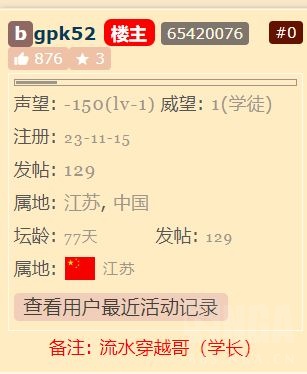 b gpk52 楼主 65420076 #0
876 ★ 3
声望: -150(lv-1) 威望: 1(学徒)
注册: 23-11-15
发帖: 129
属地: 江苏, 中国
坛龄: 77天 发帖: 129
属地: 江苏
查看用户最近活动记录
备注: 流水穿越哥（学长）